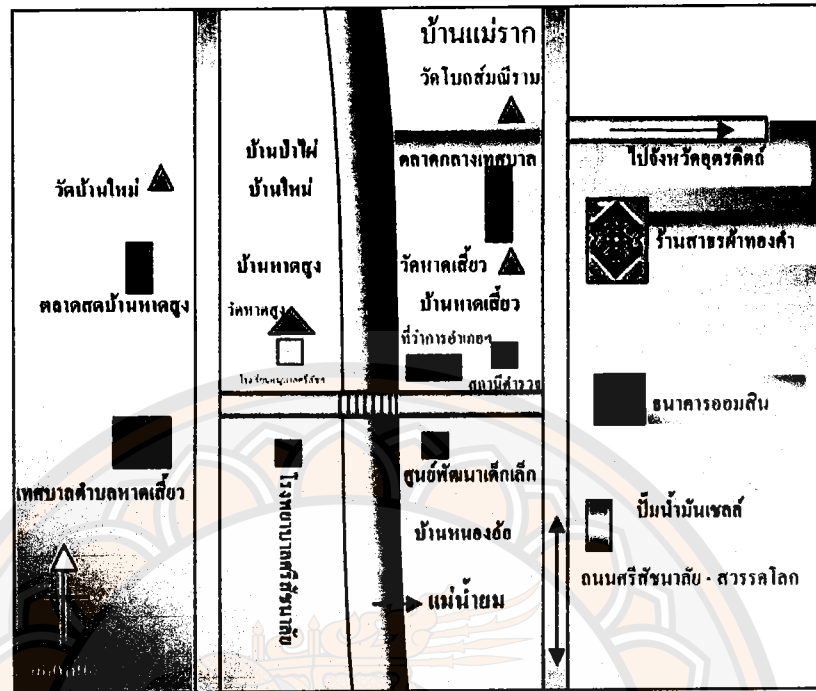 บ้านแม่ราก
วัดโบถส์มณีราม
บ้านป่าไผ่
ตลาดกลางเทศบาล
ไปจังหวัดอุตรดิตถ์
วัดบ้านใหม่
บ้านใหม่
ร้านสาธรผ้าทองคำ
บ้านหาดสูง
วัดหาดเสี้ยว
ตลาดสดบ้านหาดสูง
วัดหาดสูง
บ้านหาดเสี้ยว
ที่ว่าการอำเภอฯ
สถานีตำรวจ
ธนาคารออมสิน
เทศบาลตำบลหาดเสี้ยว
ศูนย์พัฒนาเด็กเล็ก
โรงพยาบาลศรีสัชนาลัย
บ้านหนองอ้อ
ปั๊มน้ำมันเชลล์
ถนนศรีสัชนาลัย - สวรรคโลก
แม่น้ำยม